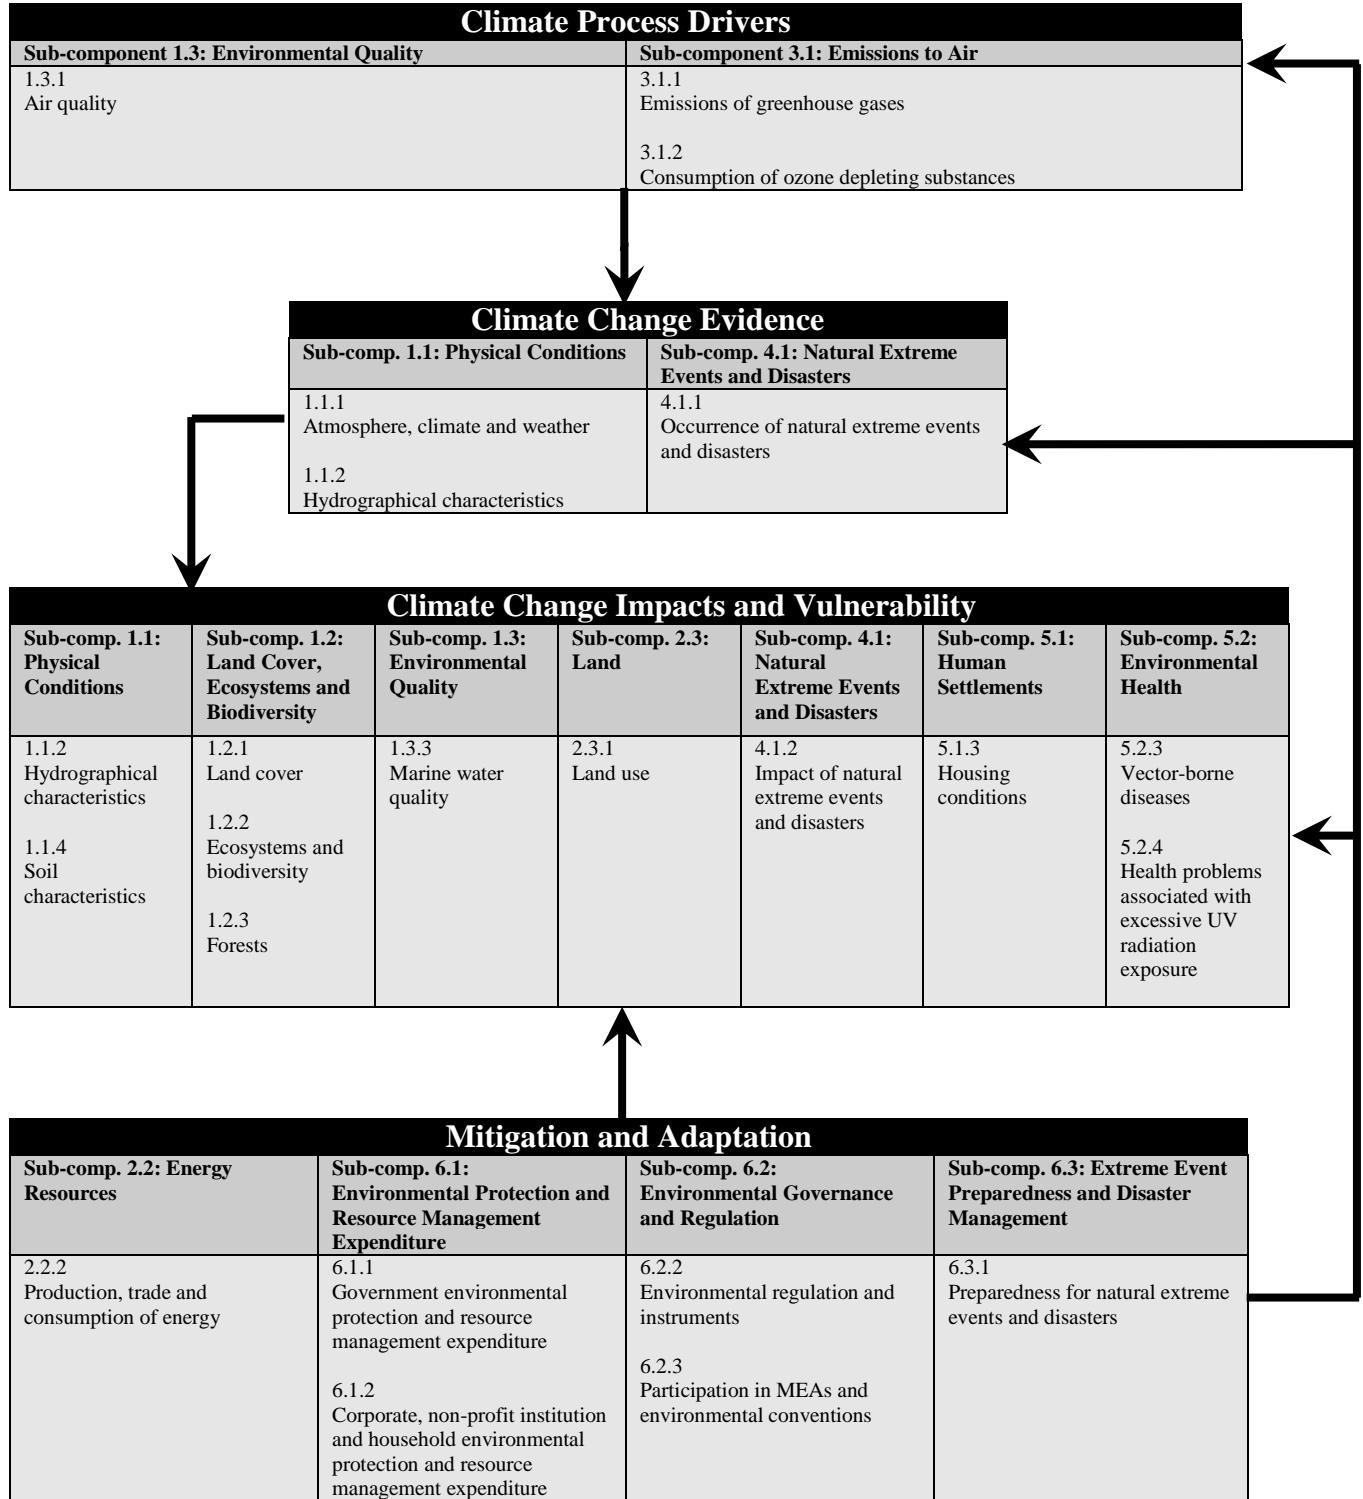 Climate Process Drivers
Sub-component 1.3: Environmental Quality
1.3.1
Air quality
Sub-component 3.1: Emissions to Air
3.1.1
Emissions of greenhouse gases
3.1.2
Consumption of ozone depleting substances
Climate Change Evidence
Sub-comp. 1.1: Physical Conditions
1.1.1
Atmosphere, climate and weather
1.1.2
Hydrographical characteristics
Sub-comp. 4.1: Natural Extreme
Events and Disasters
4.1.1
Occurrence of natural extreme events
and disasters
Climate Change Impacts and Vulnerability
Sub-comp. 1.1:
Physical
Conditions
1.1.2
Hydrographical
characteristics
1.1.4
Soil
characteristics
Sub-comp. 1.2:
Land Cover,
Ecosystems and
Biodiversity
1.2.1
Land cover
1.2.2
Ecosystems and
biodiversity
1.2.3
Forests
Sub-comp. 1.3:
Environmental
Quality
1.3.3
Marine water
quality
Sub-comp. 2.3:
Land
2.3.1
Land use
Sub-comp. 4.1:
Natural
Extreme Events
and Disasters
4.1.2
Impact of natural
extreme events
and disasters
Sub-comp. 5.1:
Human
Settlements
5.1.3
Housing
conditions
Sub-comp. 5.2:
Environmental
Health
5.2.3
Vector-borne
diseases
5.2.4
Health problems
associated with
excessive UV
radiation
exposure
Mitigation and Adaptation
Sub-comp. 2.2: Energy
Resources
2.2.2
Production, trade and
consumption of energy
Sub-comp. 6.1:
Environmental Protection and
Resource Management
Expenditure
6.1.1
Government environmental
protection and resource
management expenditure
6.1.2
Corporate, non-profit institution
and household environmental
protection and resource
management expenditure
Sub-comp. 6.2:
Environmental Governance
and Regulation
6.2.2
Environmental regulation and
instruments
6.2.3
Participation in MEAs and
environmental conventions
Sub-comp. 6.3: Extreme Event
Preparedness and Disaster
Management
6.3.1
Preparedness for natural extreme
events and disasters